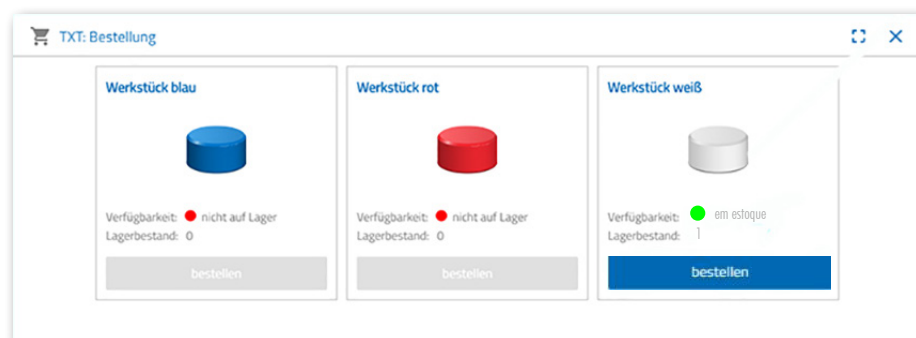 TXT: Bestellung
Werkstück blau
Verfügbarkeit: nicht auf Lager
Lagerbestand: 0
bestellen
Werkstück rot
Verfügbarkeit: nicht auf Lager
Lagerbestand: 0
bestellen
Werkstück weiß
Verfügbarkeit: em estoque
Lagerbestand: 1
bestellen